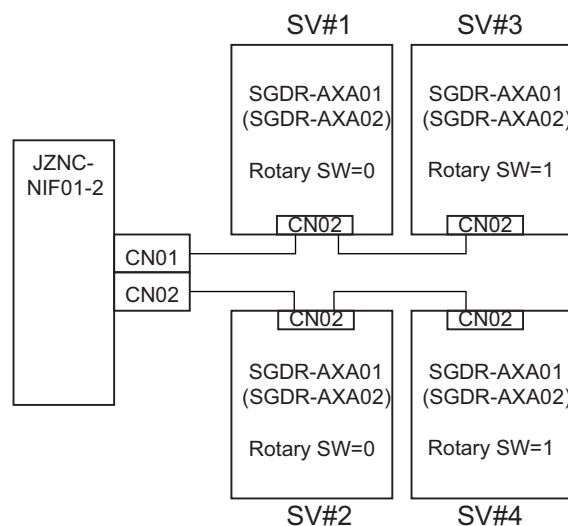 SV#1
SV#3
SGDR-AXA01
(SGDR-AXA02)
Rotary SW=0
CN02
SGDR-AXA01
(SGDR-AXA02)
Rotary SW=1
CN02
JZNC-
NIF01-2
CN01
CN02
CN02
SGDR-AXA01
(SGDR-AXA02)
Rotary SW=0
SV#2
CN02
SGDR-AXA01
(SGDR-AXA02)
Rotary SW=1
SV#4